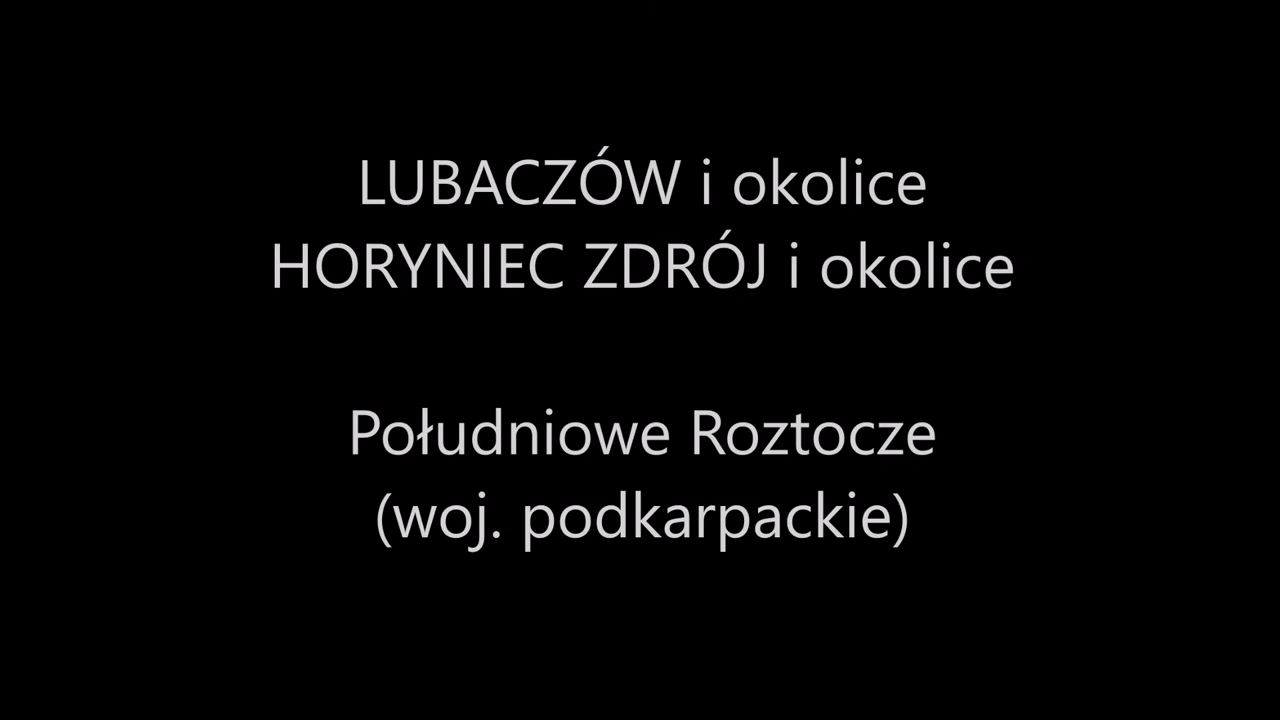 LUBACZÓW i okolice
HORYNIEC ZDRÓJ i okolice
Południowe Roztocze
(woj. podkarpackie)